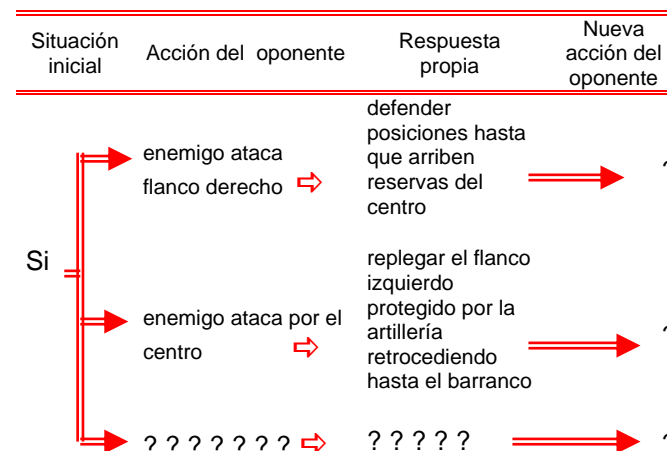 Situación
inicial
Acción del oponente
Respuesta
propia
Nueva
acción del
oponente
Si
enemigo ataca
flanco derecho
defender
posiciones hasta
que arriben
reservas del
centro
enemigo ataca por el
centro
replegar el flanco
izquierdo
protegido por la
artillería
retrocediendo
hasta el barranco
? ? ? ? ? ? ?
? ? ? ? ?